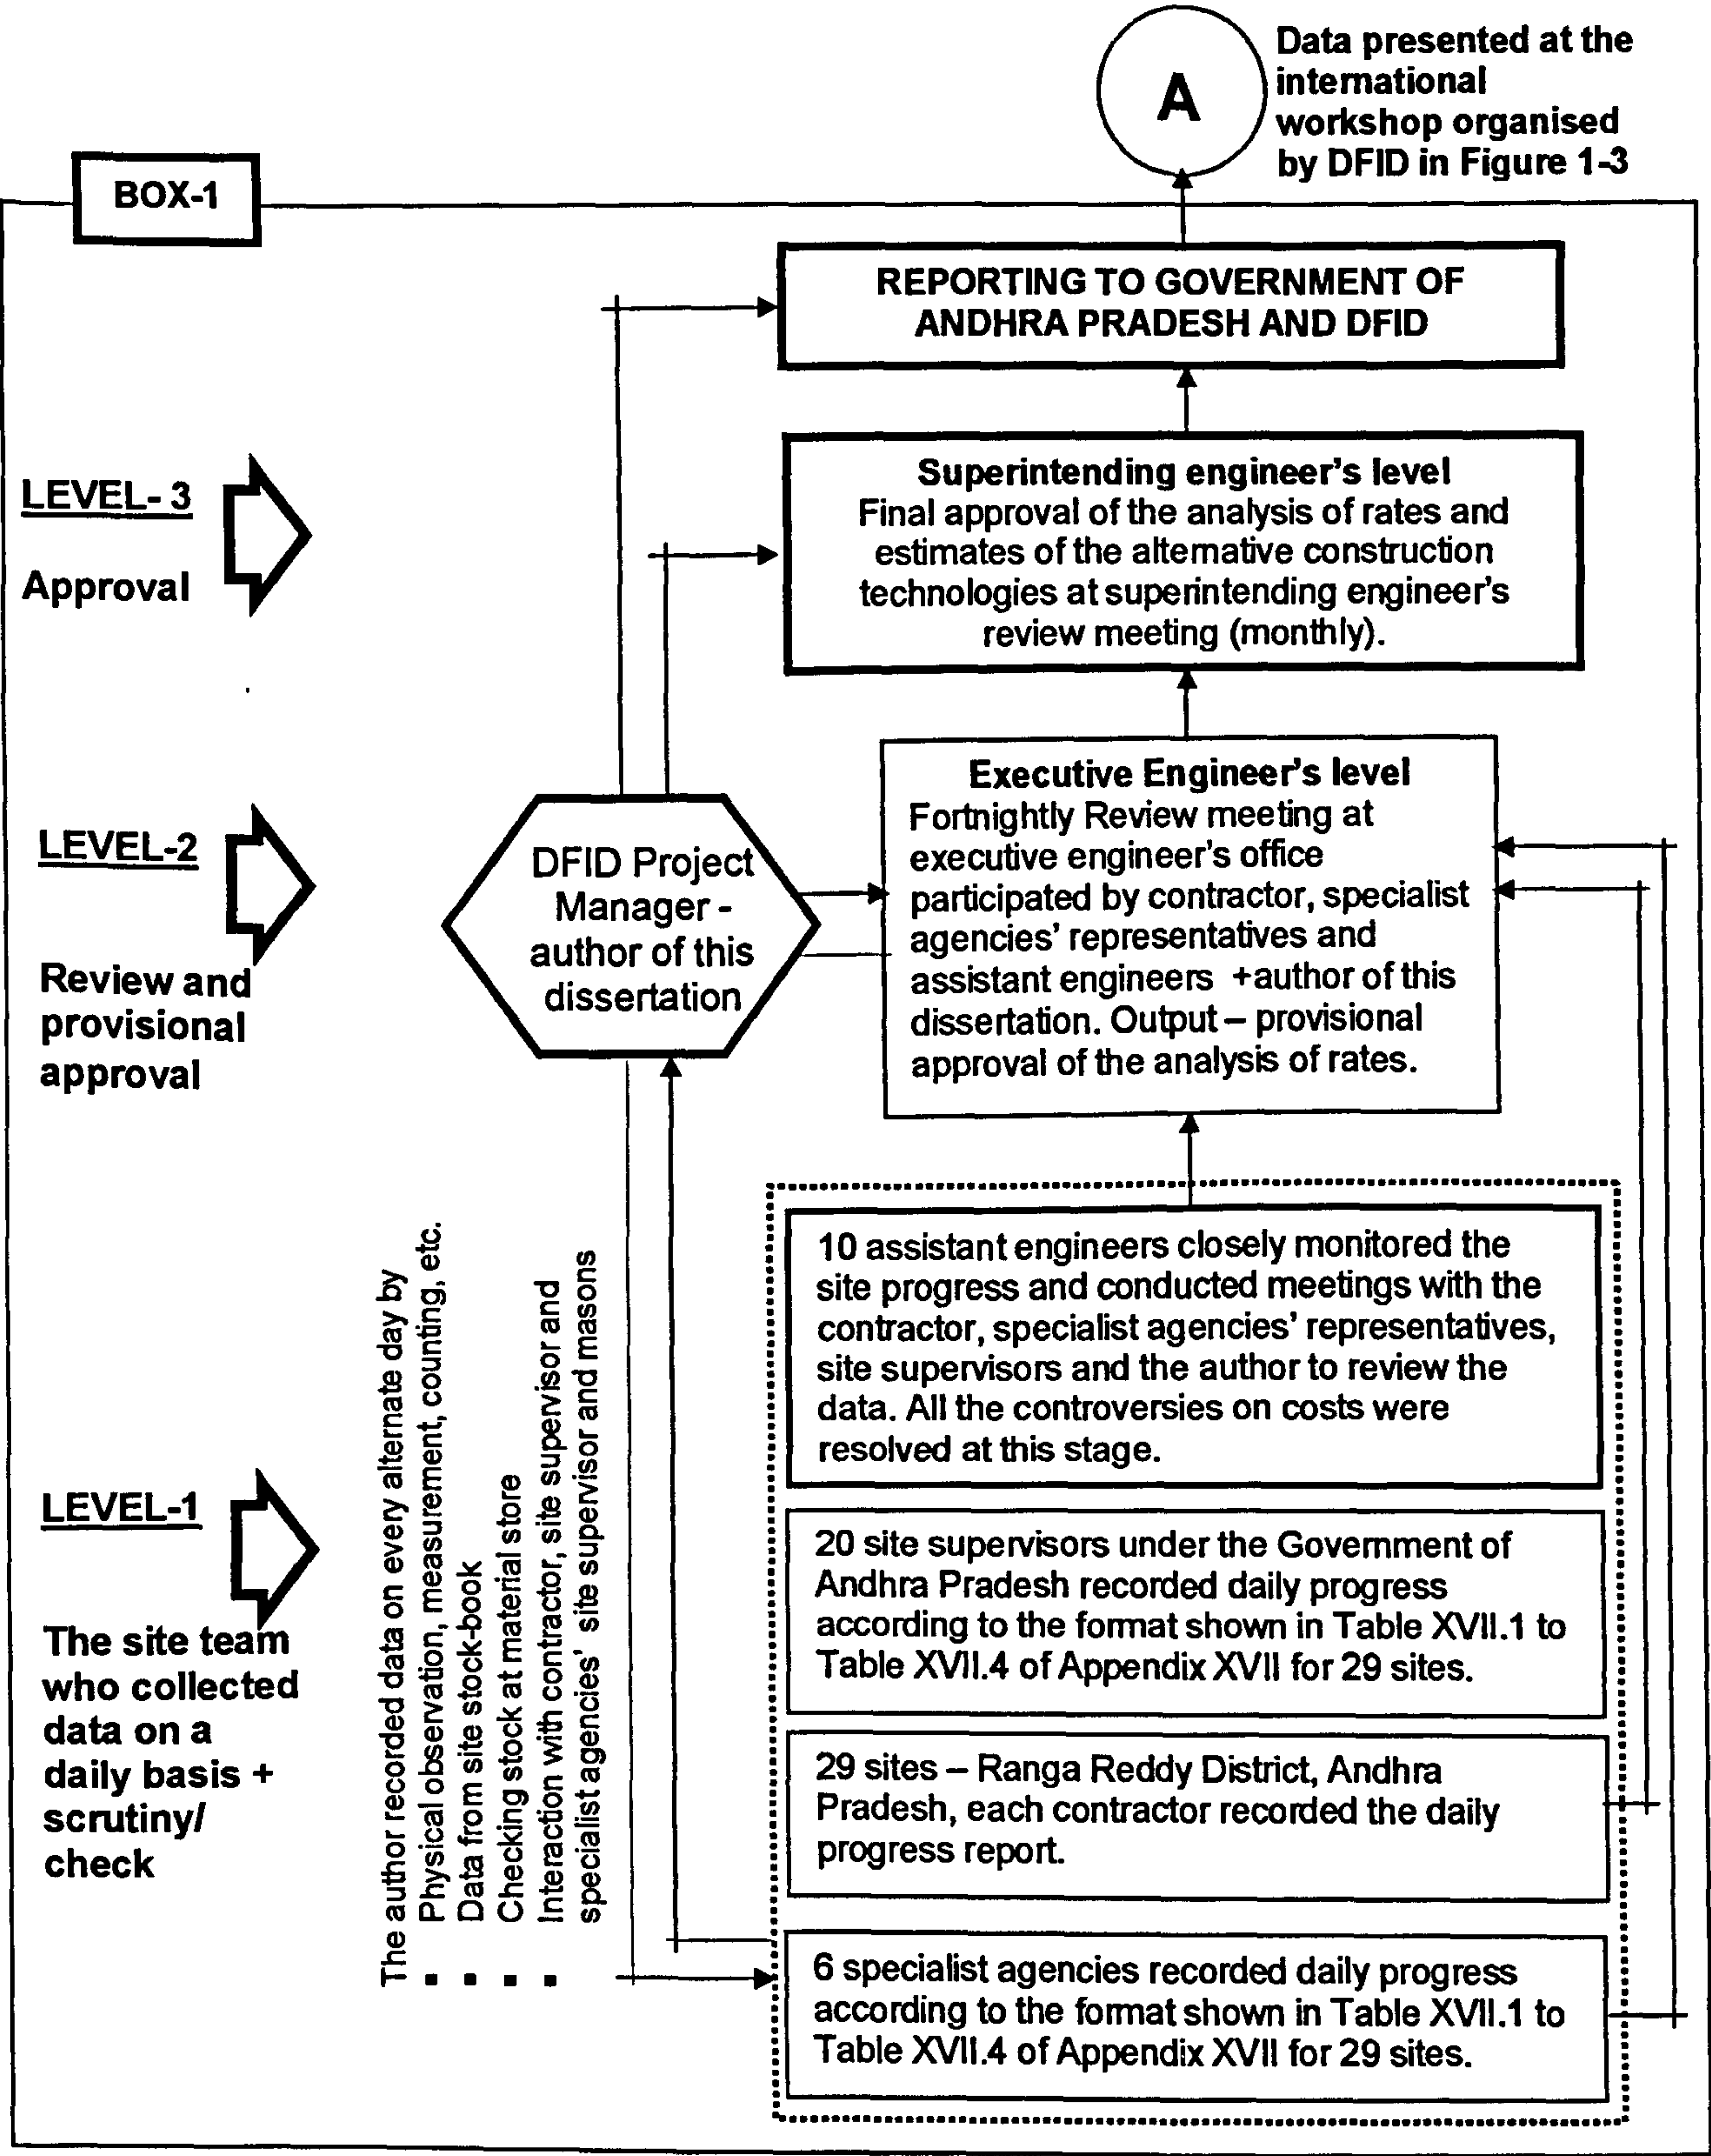 A
Data presented at the
international
workshop organised
by DFID in Figure 1-3
BOX-1
REPORTING TO GOVERNMENT OF
ANDHRA PRADESH AND DFID
LEVEL- 3
Approval
Superintending engineer's level
Final approval of the analysis of rates and
estimates of the alternative construction
technologies at superintending engineer's
review meeting (monthly).
LEVEL-2
Review and
provisional
approval
DFID Project
Manager -
author of this
dissertation
Executive Engineer's level
Fortnightly Review meeting at
executive engineer's office
participated by contractor, specialist
agencies' representatives and
assistant engineers +author of this
dissertation. Output – provisional
approval of the analysis of rates.
LEVEL-1
The site team
who collected
data on a
daily basis +
scrutiny/
check
The author recorded data on every alternate day by
▪ Physical observation, measurement, counting, etc.
▪ Data from site stock-book
▪ Checking stock at material store
▪ Interaction with contractor, site supervisor and
specialist agencies' site supervisor and masons
10 assistant engineers closely monitored the
site progress and conducted meetings with the
contractor, specialist agencies' representatives,
site supervisors and the author to review the
data. All the controversies on costs were
resolved at this stage.
20 site supervisors under the Government of
Andhra Pradesh recorded daily progress
according to the format shown in Table XVII.1 to
Table XVII.4 of Appendix XVII for 29 sites.
29 sites – Ranga Reddy District, Andhra
Pradesh, each contractor recorded the daily
progress report.
6 specialist agencies recorded daily progress
according to the format shown in Table XVII.1 to
Table XVII.4 of Appendix XVII for 29 sites.